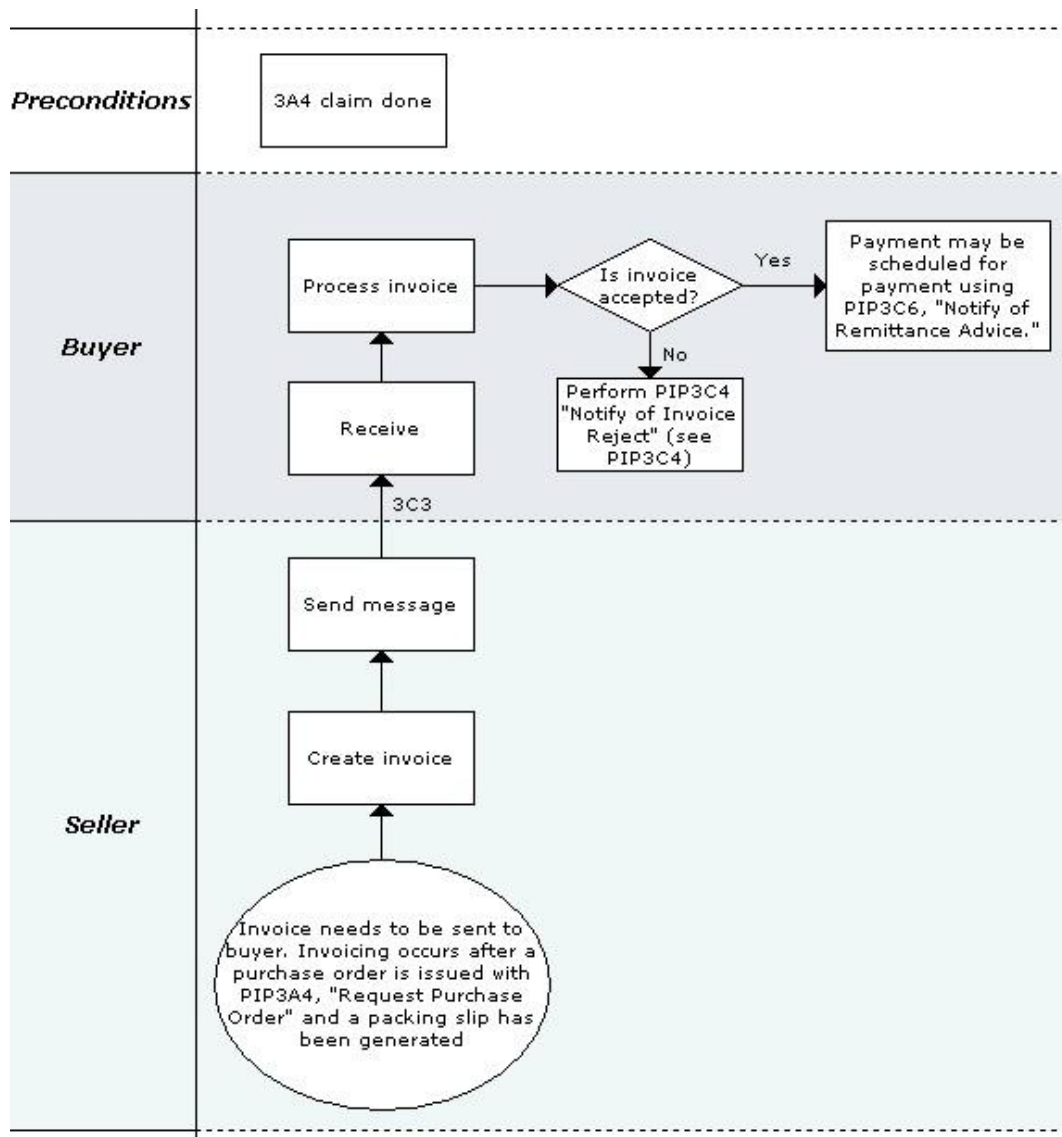 Preconditions
3A4 claim done
Buyer
Process invoice
Is invoice
accepted?
Yes
Payment may be
scheduled for
payment using
PIP3C6, "Notify of
Remittance Advice."
No
Perform PIP3C4
"Notify of Invoice
Reject" (see
PIP3C4)
Receive
3C3
Seller
Send message
Create invoice
Invoice needs to be sent to
buyer. Invoicing occurs after a
purchase order is issued with
PIP3A4, "Request Purchase
Order" and a packing slip has
been generated